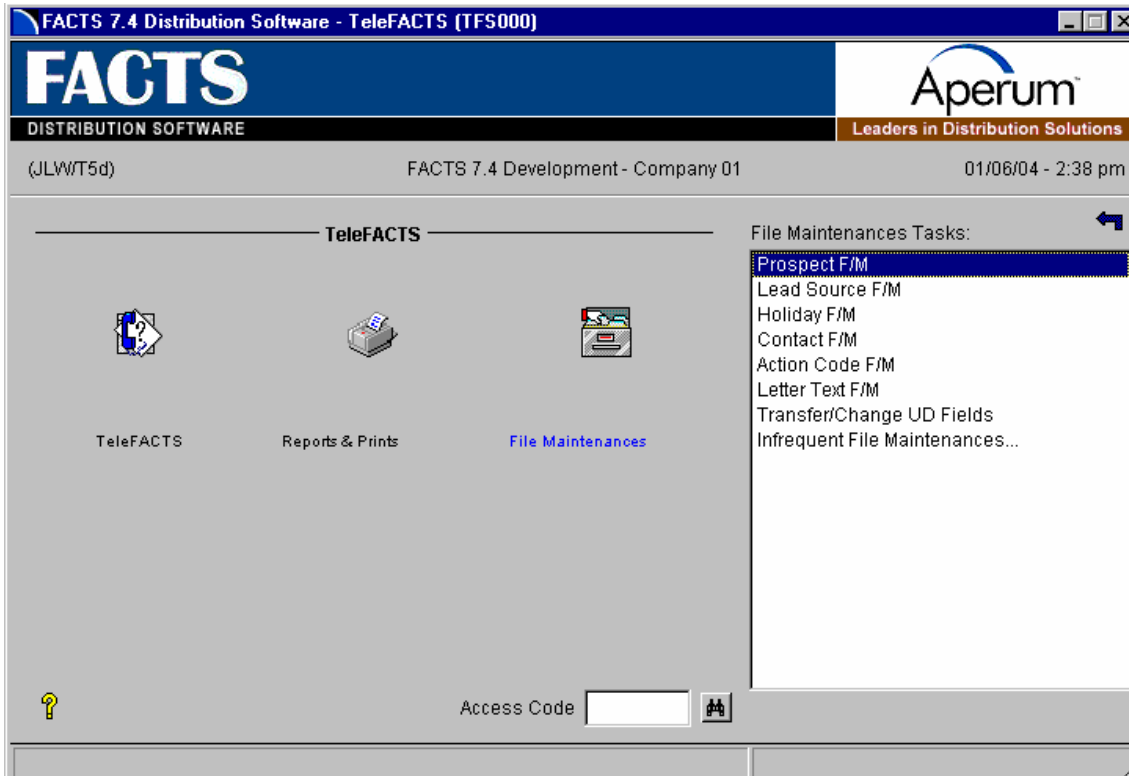 FACTS 7.4 Distribution Software - TeleFACTS (TFS000)
FACTS
DISTRIBUTION SOFTWARE
Aperum™
Leaders in Distribution Solutions
(JLW/T5d)
FACTS 7.4 Development - Company 01
01/06/04 - 2:38 pm
TeleFACTS
TeleFACTS
Reports & Prints
File Maintenances
File Maintenances Tasks:
Prospect F/M
Lead Source F/M
Holiday F/M
Contact F/M
Action Code F/M
Letter Text F/M
Transfer/Change UD Fields
Infrequent File Maintenances...
Access Code